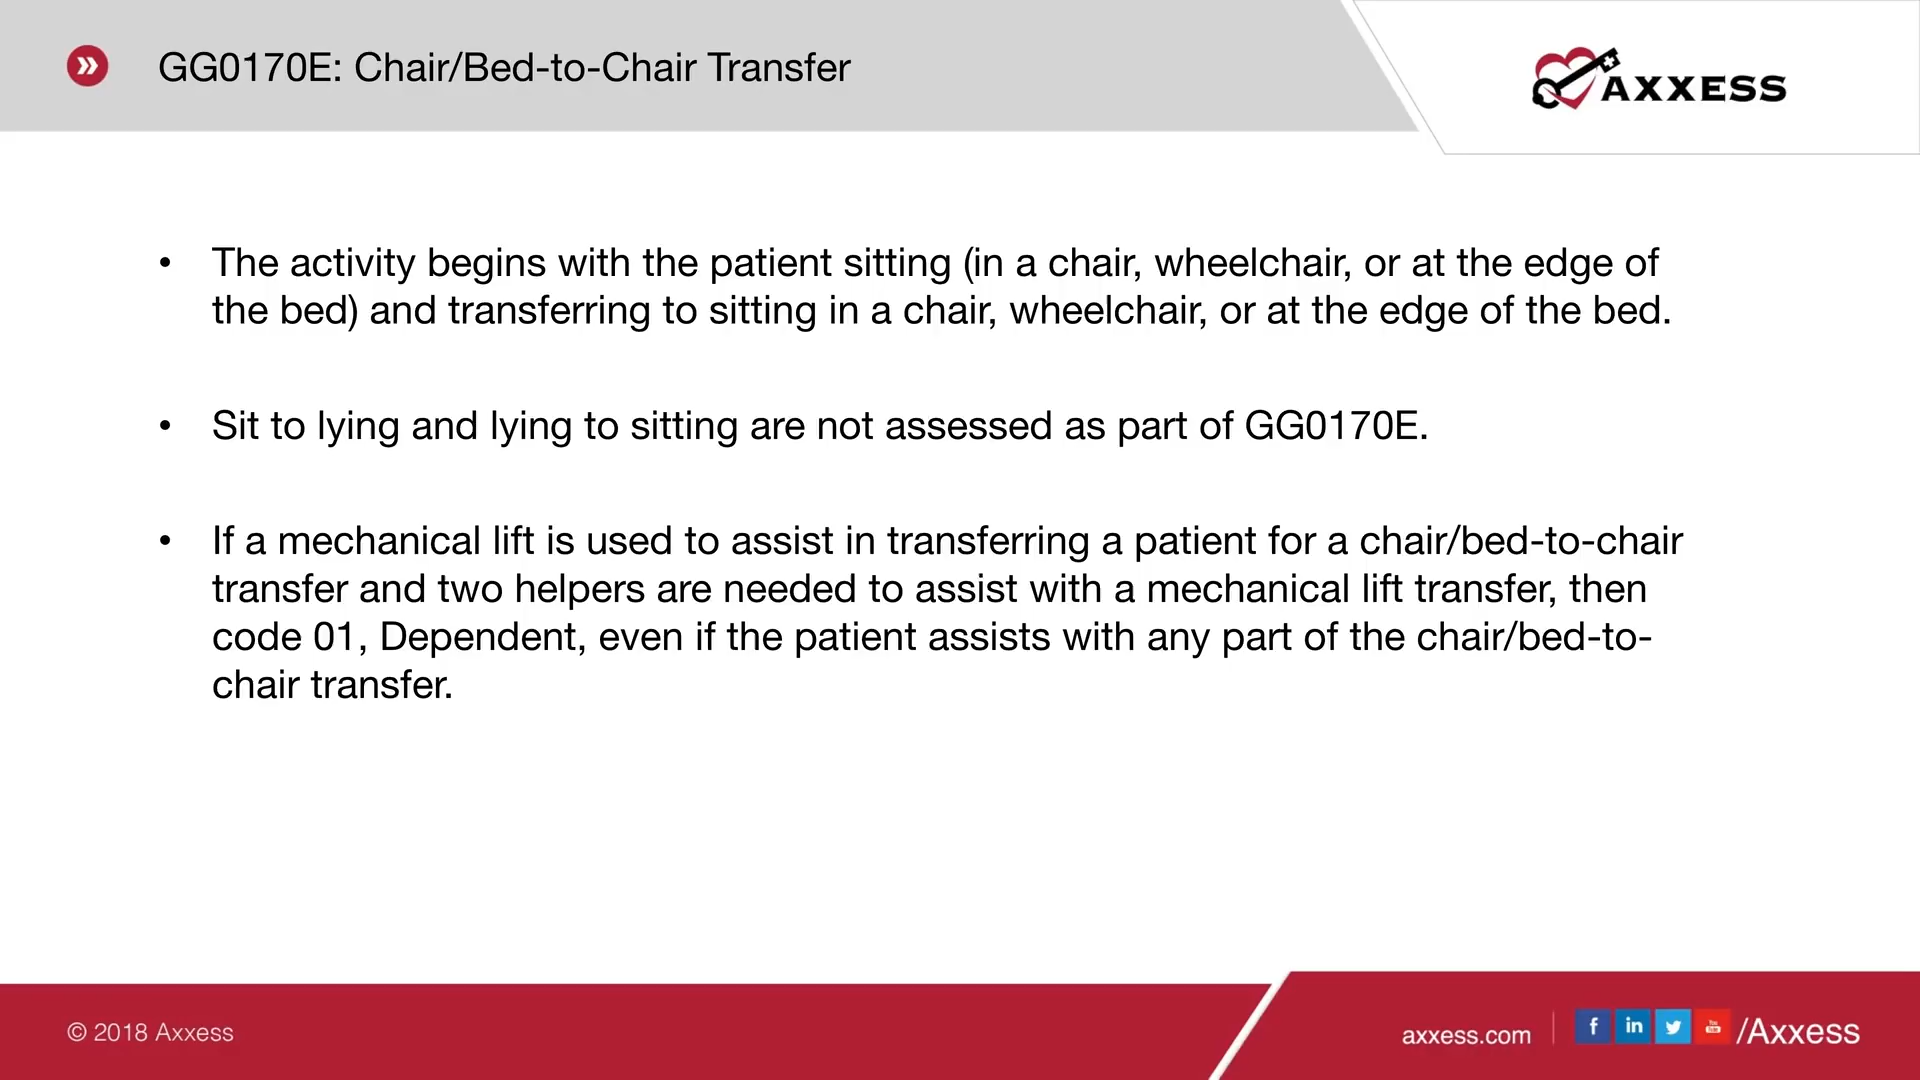 GG0170E: Chair/Bed-to-Chair Transfer
AXXESS
• The activity begins with the patient sitting (in a chair, wheelchair, or at the edge of
the bed) and transferring to sitting in a chair, wheelchair, or at the edge of the bed.
• Sit to lying and lying to sitting are not assessed as part of GG0170E.
• If a mechanical lift is used to assist in transferring a patient for a chair/bed-to-chair
transfer and two helpers are needed to assist with a mechanical lift transfer, then
code 01, Dependent, even if the patient assists with any part of the chair/bed-to-
chair transfer.
© 2018 Axxess
axxess.com
f in You Tube /Axxess